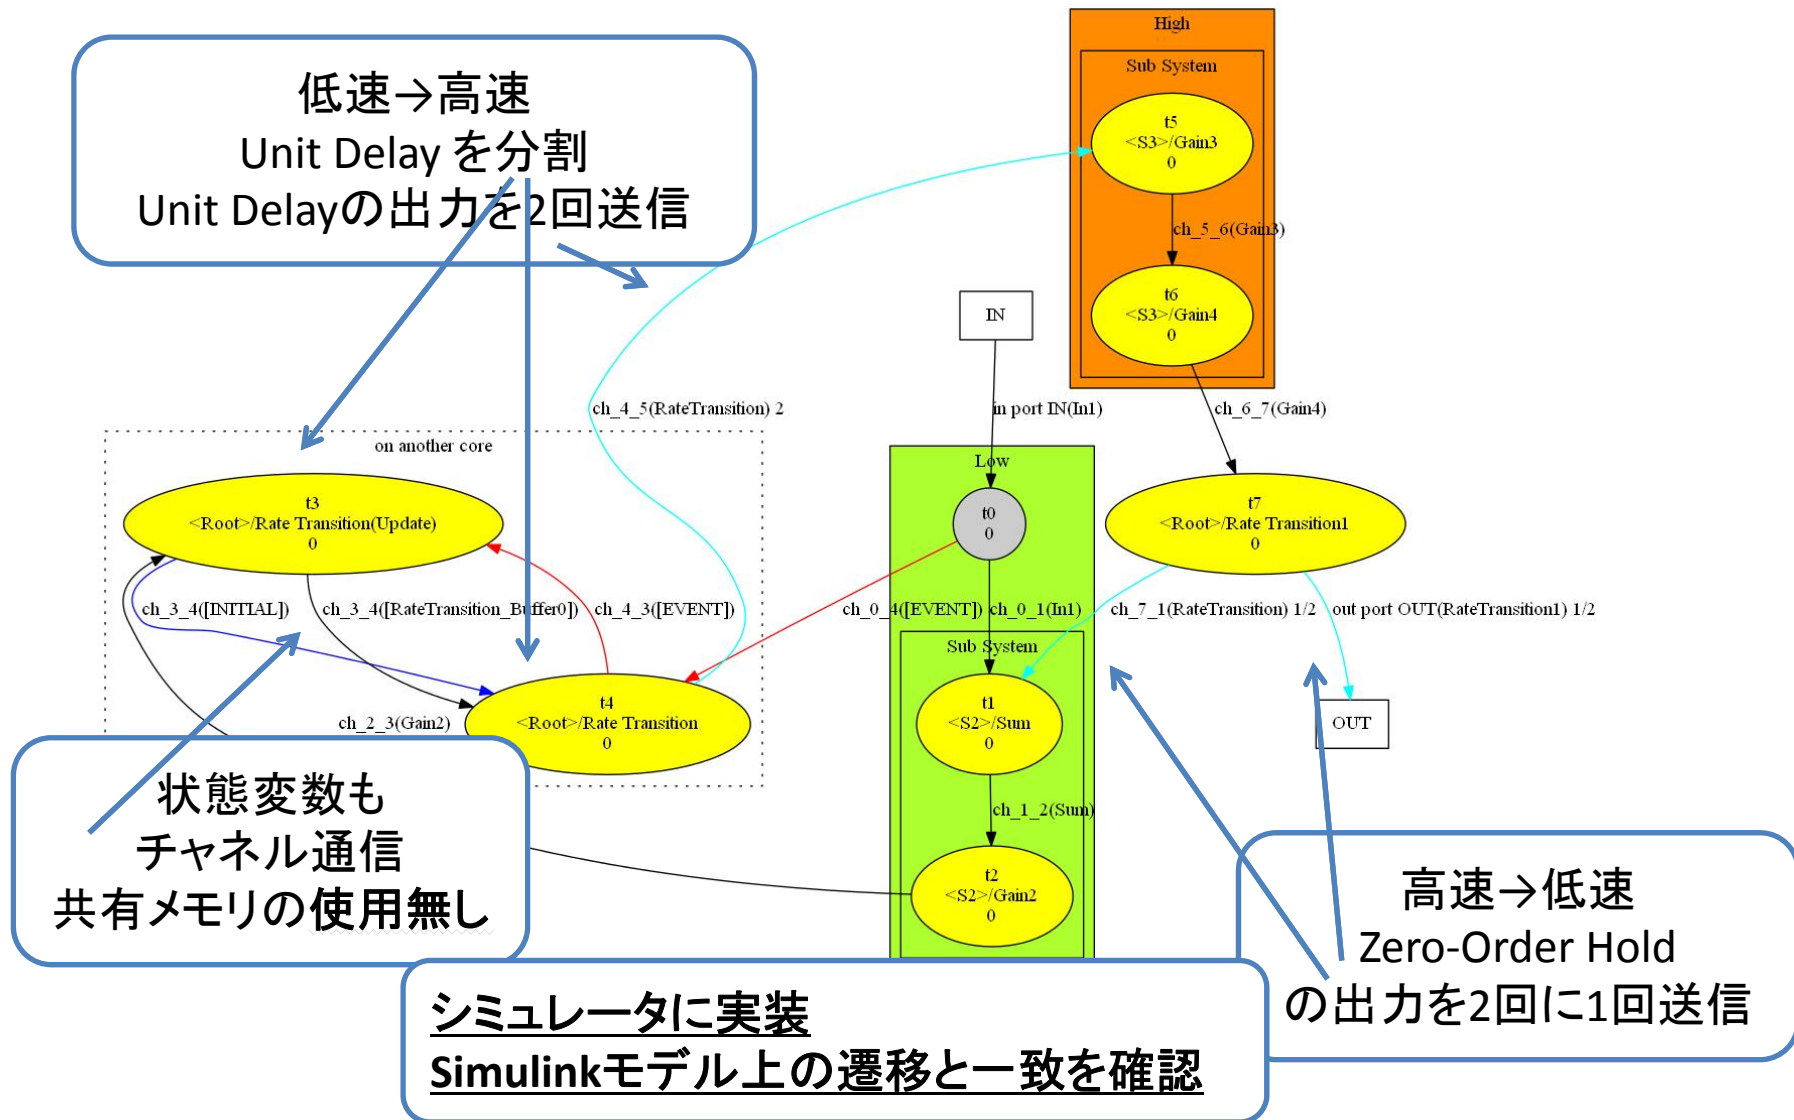 低速→高速
Unit Delay を分割
Unit Delayの出力を2回送信
High
Sub System
t5
<S3>/Gain3
0
ch_5_6(Gain3)
t6
<S3>/Gain4
0
IN
ch_4_5(RateTransition) 2
in port IN(In1)
ch_6_7(Gain4)
on another core
Low
t3
<Root>/Rate Transition(Update)
0
t0
0
t7
<Root>/Rate Transition1
0
ch_3_4([INITIAL])
ch_3_4([RateTransition_Buffer0])
ch_4_3([EVENT])
ch_0_4([EVENT])
ch_0_1(In1)
ch_7_1(RateTransition) 1/2
out port OUT(RateTransition1) 1/2
Sub System
t4
<Root>/Rate Transition
0
t1
<S2>/Sum
0
OUT
ch_2_3(Gain2)
ch_1_2(Sum)
t2
<S2>/Gain2
0
状態変数も
チャネル通信
共有メモリの使用無し
高速→低速
Zero-Order Hold
の出力を2回に1回送信
シミュレータに実装
Simulinkモデル上の遷移と一致を確認